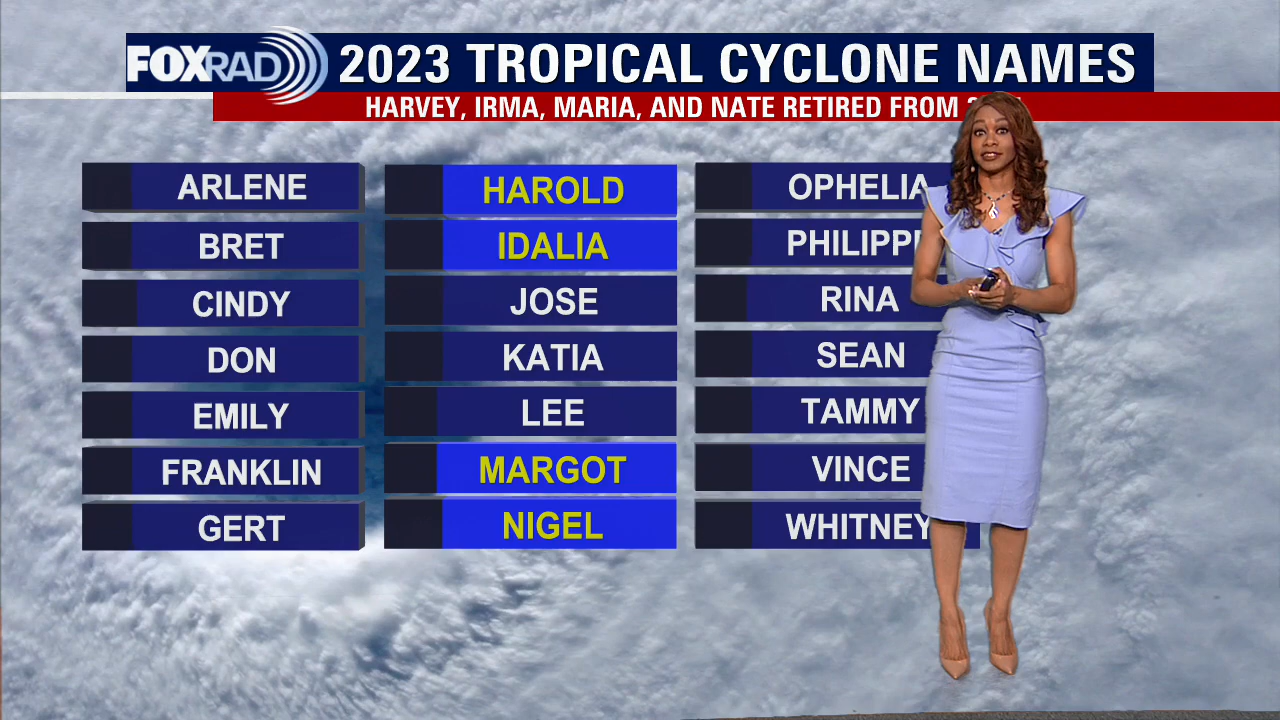 FOXRAD 2023 TROPICAL CYCLONE NAMES
HARVEY, IRMA, MARIA, AND NATE RETIRED FROM
ARLENE
BRET
CINDY
DON
EMILY
FRANKLIN
GERT
HAROLD
IDALIA
JOSE
KATIA
LEE
MARGOT
NIGEL
OPHELIA
PHILIPP
RINA
SEAN
TAMMY
VINCE
WHITNEY